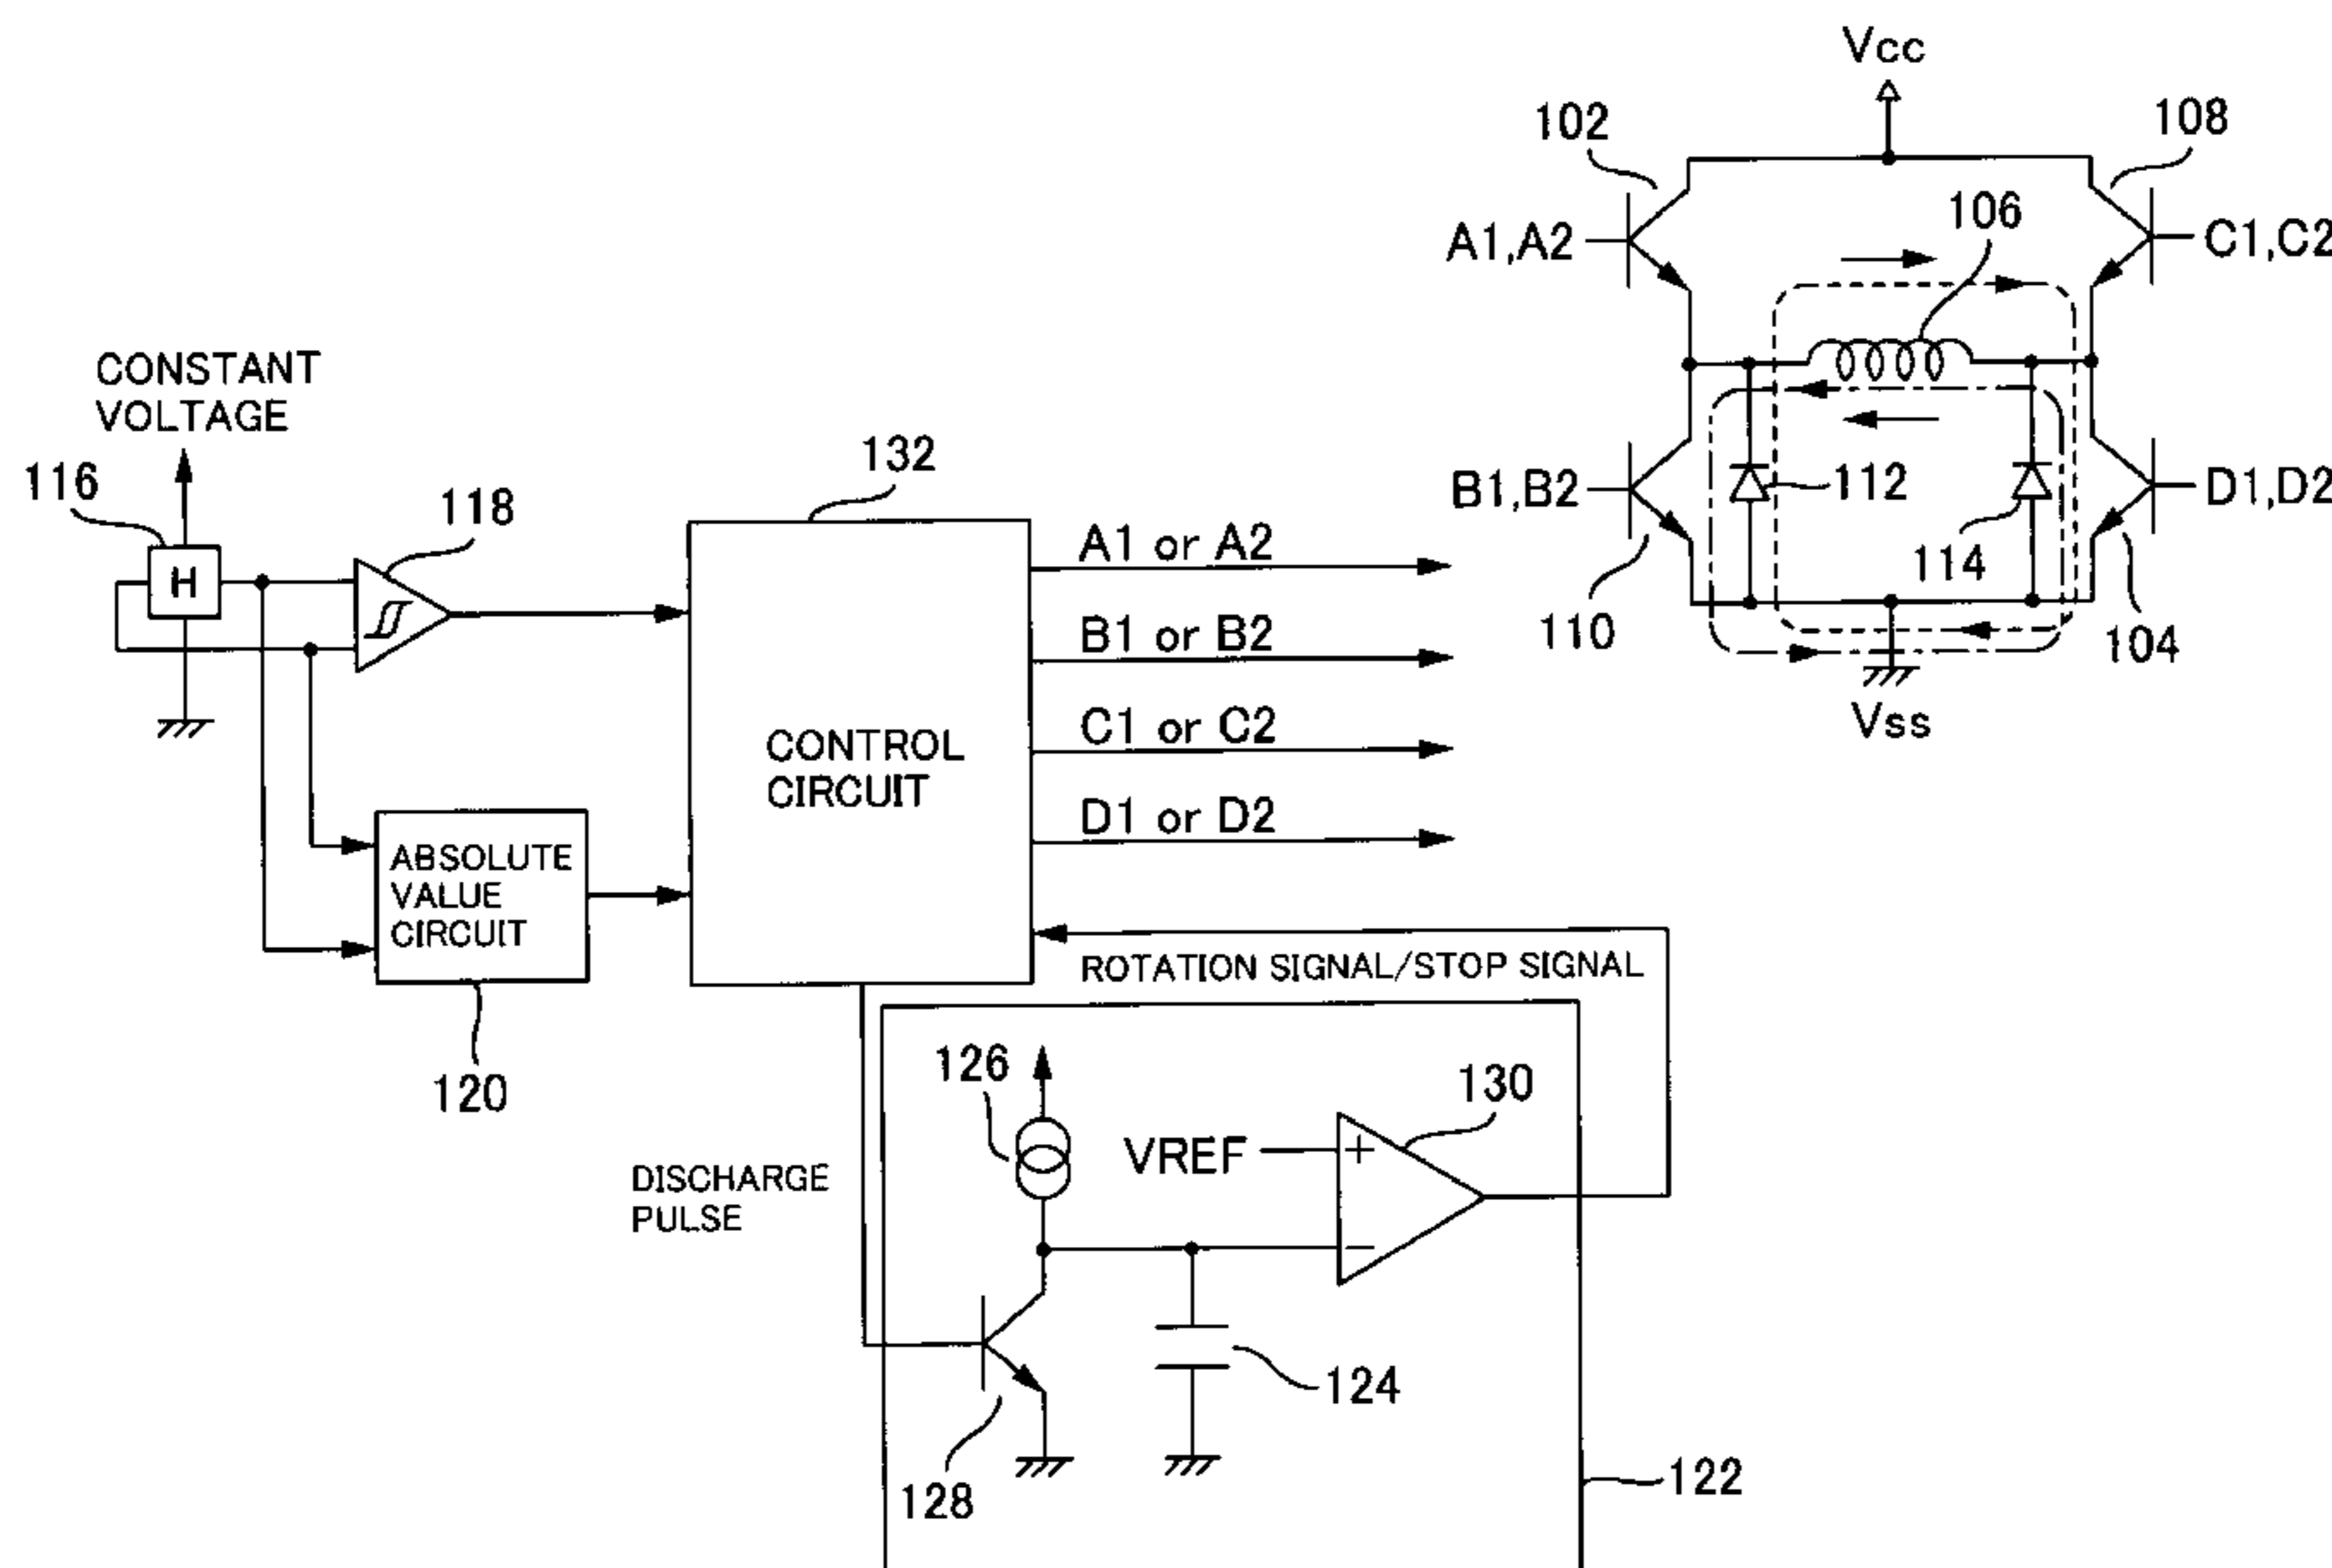 Vcc
102
108
106
A1,A2
C1,C2
CONSTANT
VOLTAGE
116
118
132
B1,B2
112
D1,D2
114
110
104
Vss
H
A1 or A2
B1 or B2
C1 or C2
D1 or D2
CONTROL
CIRCUIT
ABSOLUTE
VALUE
CIRCUIT
120
ROTATION SIGNAL/STOP SIGNAL
126
130
VREF
+
−
DISCHARGE
PULSE
124
128
122